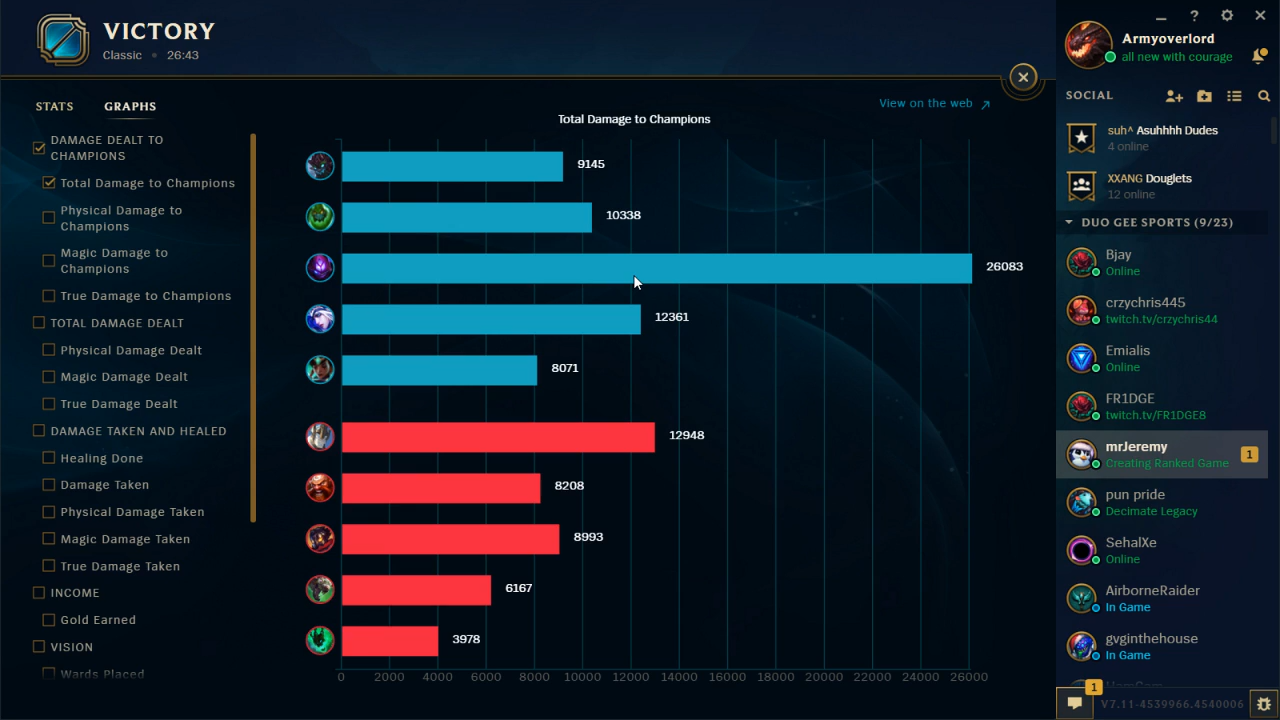 VICTORY
Classic • 26:43
STATS
GRAPHS
View on the web
DAMAGE DEALT TO
CHAMPIONS
Total Damage to Champions
Physical Damage to
Champions
Magic Damage to
Champions
True Damage to Champions
TOTAL DAMAGE DEALT
Physical Damage Dealt
Magic Damage Dealt
True Damage Dealt
DAMAGE TAKEN AND HEALED
Healing Done
Damage Taken
Physical Damage Taken
Magic Damage Taken
True Damage Taken
INCOME
Gold Earned
VISION
Wards Placed
Total Damage to Champions
9145
10338
26083
12361
8071
12948
8208
8993
6167
3978
0 2000 4000 6000 8000 10000 12000 14000 16000 18000 20000 22000 24000 26000
?
Armyoverlord
all new with courage
SOCIAL
suh^ Asuhhhh Dudes
4 online
XXANG Douglets
12 online
DUO GEE SPORTS (9/23)
Bjay
Online
crzychris445
twitch.tv/crzychris44
Emialis
Online
FR1DGE
twitch.tv/FR1DGE8
mrJeremy
Creating Ranked Game
1
pun pride
Decimate Legacy
SehalXe
Online
AirborneRaider
In Game
gvginthehouse
In Game
1
V7.11-4539966.4540006